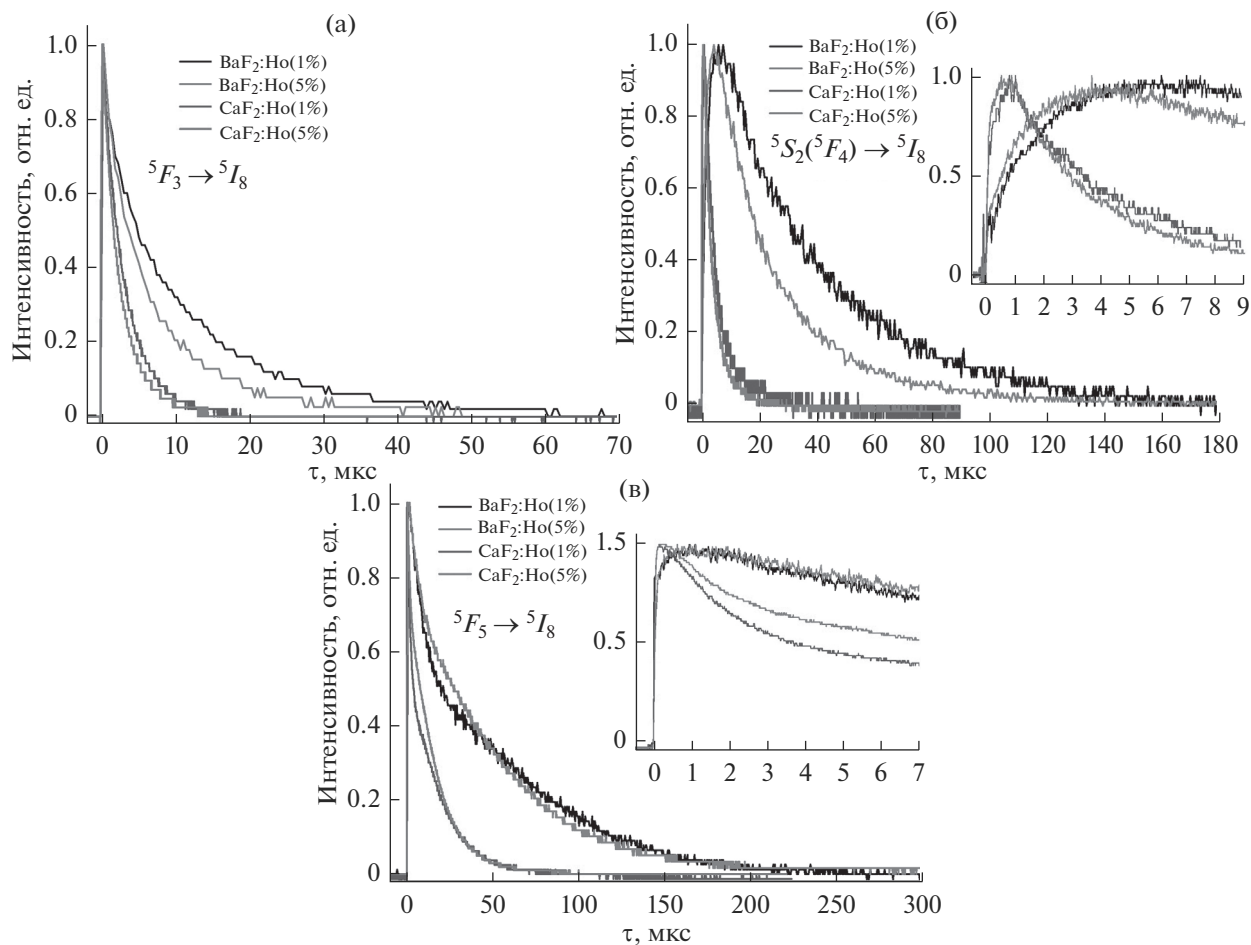 (а)
Интенсивность, отн. ед.
1.0
0.8
0.6
0.4
0.2
0
BaF₂:Ho(1%)
BaF₂:Ho(5%)
CaF₂:Ho(1%)
CaF₂:Ho(5%)
⁵F₃ → ⁵I₈
0 10 20 30 40 50 60 70
τ, мкс
(б)
Интенсивность, отн. ед.
1.0
0.8
0.6
0.4
0.2
0
BaF₂:Ho(1%)
BaF₂:Ho(5%)
CaF₂:Ho(1%)
CaF₂:Ho(5%)
⁵S₂(⁵F₄) → ⁵I₈
1.0
0.5
0
0 1 2 3 4 5 6 7 8 9
0 20 40 60 80 100 120 140 160 180
τ, мкс
(в)
Интенсивность, отн. ед.
1.0
0.8
0.6
0.4
0.2
0
BaF₂:Ho(1%)
BaF₂:Ho(5%)
CaF₂:Ho(1%)
CaF₂:Ho(5%)
⁵F₅ → ⁵I₈
1.5
0.5
0
0 1 2 3 4 5 6 7
0 50 100 150 200 250 300
τ, мкс